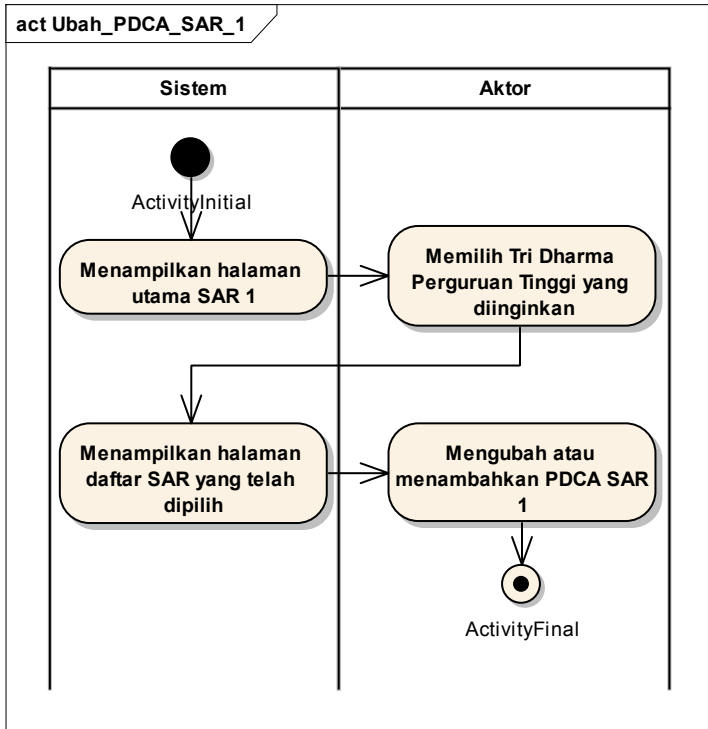 act Ubah_PDCA_SAR_1
Sistem
Aktor
ActivityInitial
Menampilkan halaman
utama SAR 1
Memilih Tri Dharma
Perguruan Tinggi yang
diinginkan
Menampilkan halaman
daftar SAR yang telah
dipilih
Mengubah atau
menambahkan PDCA SAR
1
ActivityFinal